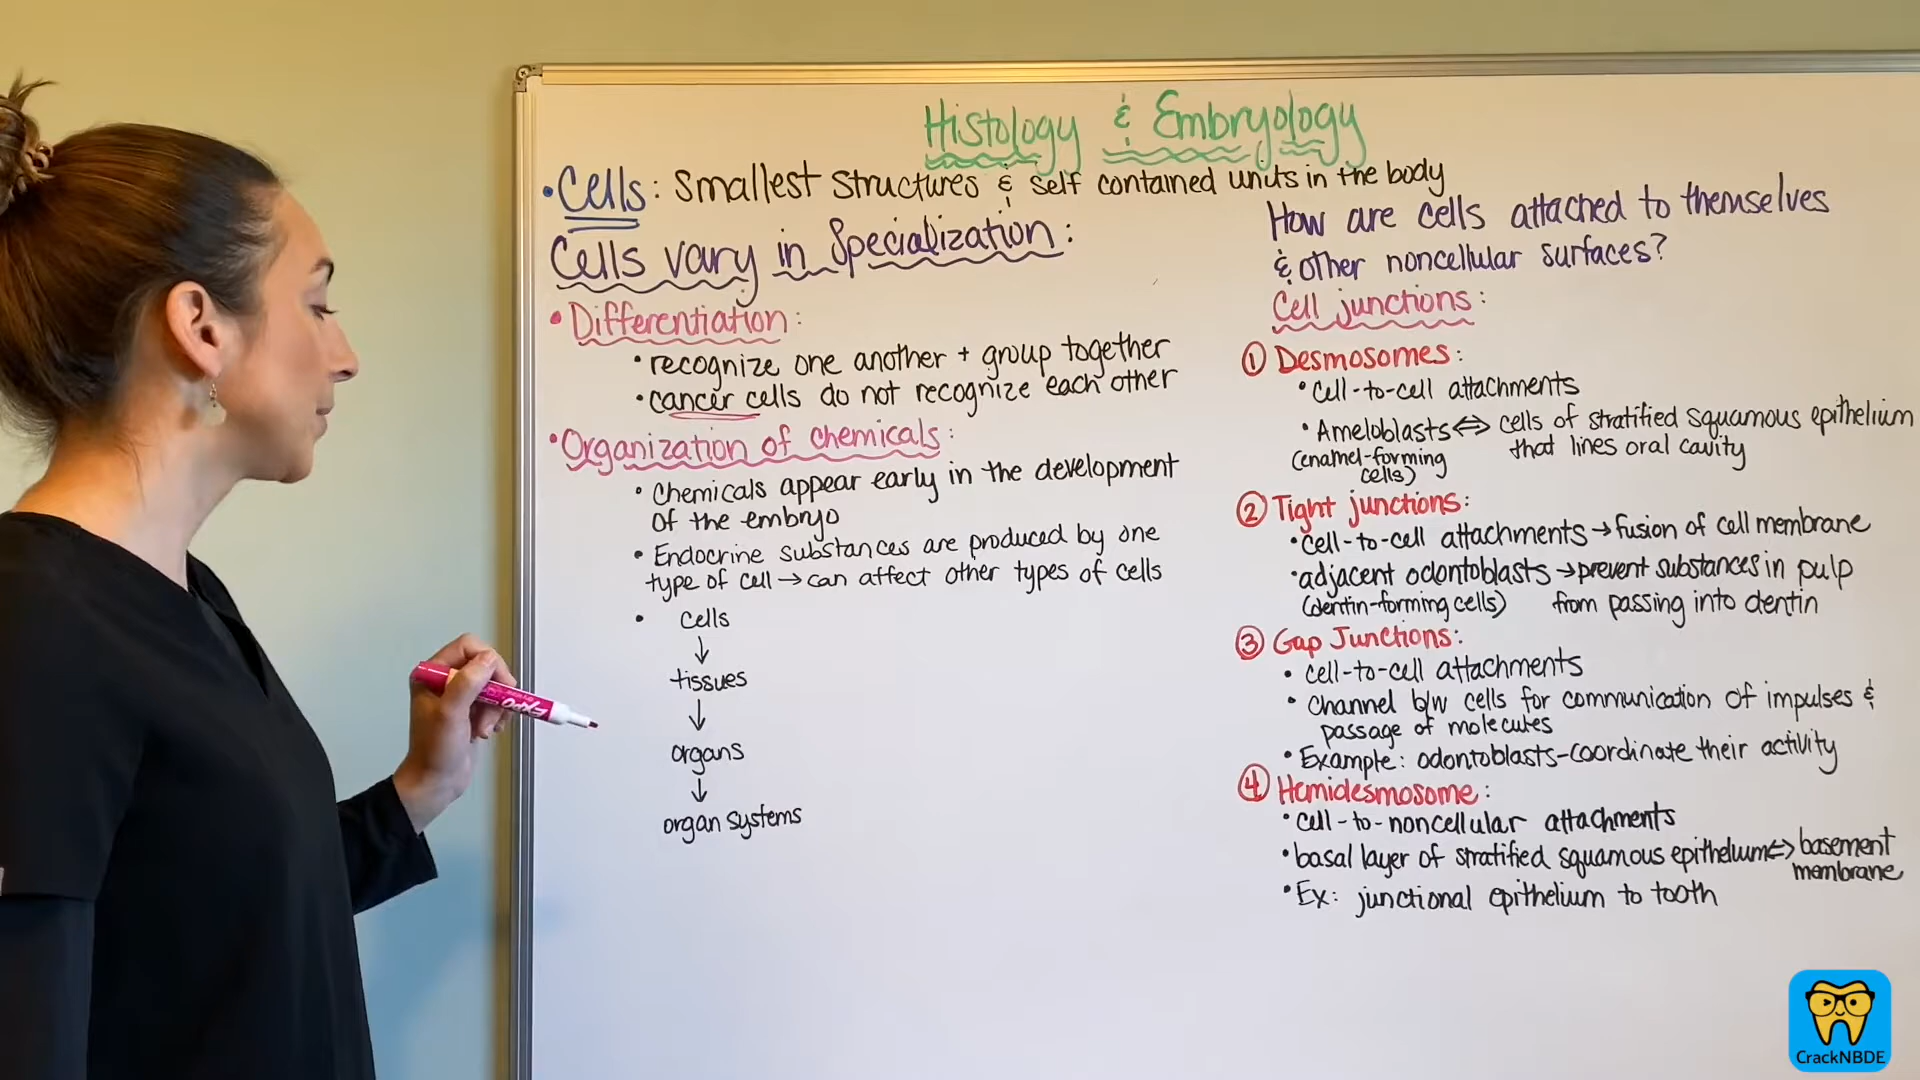 Histology & Embryology
• Cells: smallest structures & self contained units in the body
Cells vary in Specialization:
• Differentiation:
• recognize one another + group together
• cancer cells do not recognize each other
• Organization of chemicals:
• Chemicals appear early in the development
of the embryo
• Endocrine substances are produced by one
type of cell → can affect other types of cells
• cells
↓
tissues
↓
organs
↓
organ systems
How are cells attached to themselves
& other noncellular surfaces?
Cell junctions:
① Desmosomes:
• cell-to-cell attachments
• Ameloblasts ⟺ cells of stratified squamous epithelium
(enamel-forming that lines oral cavity
cells)
② Tight junctions:
• cell-to-cell attachments → fusion of cell membrane
• adjacent odontoblasts → prevent substances in pulp
(dentin-forming cells) from passing into dentin
③ Gap Junctions:
• cell-to-cell attachments
• Channel b/w cells for communication of impulses &
passage of molecules
• Example: odontoblasts-coordinate their activity
④ Hemidesmosome:
• cell-to-noncellular attachments
• basal layer of stratified squamous epithelium ⟺ basement
membrane
• Ex: junctional epithelium to tooth
EXPO
CrackNBDE